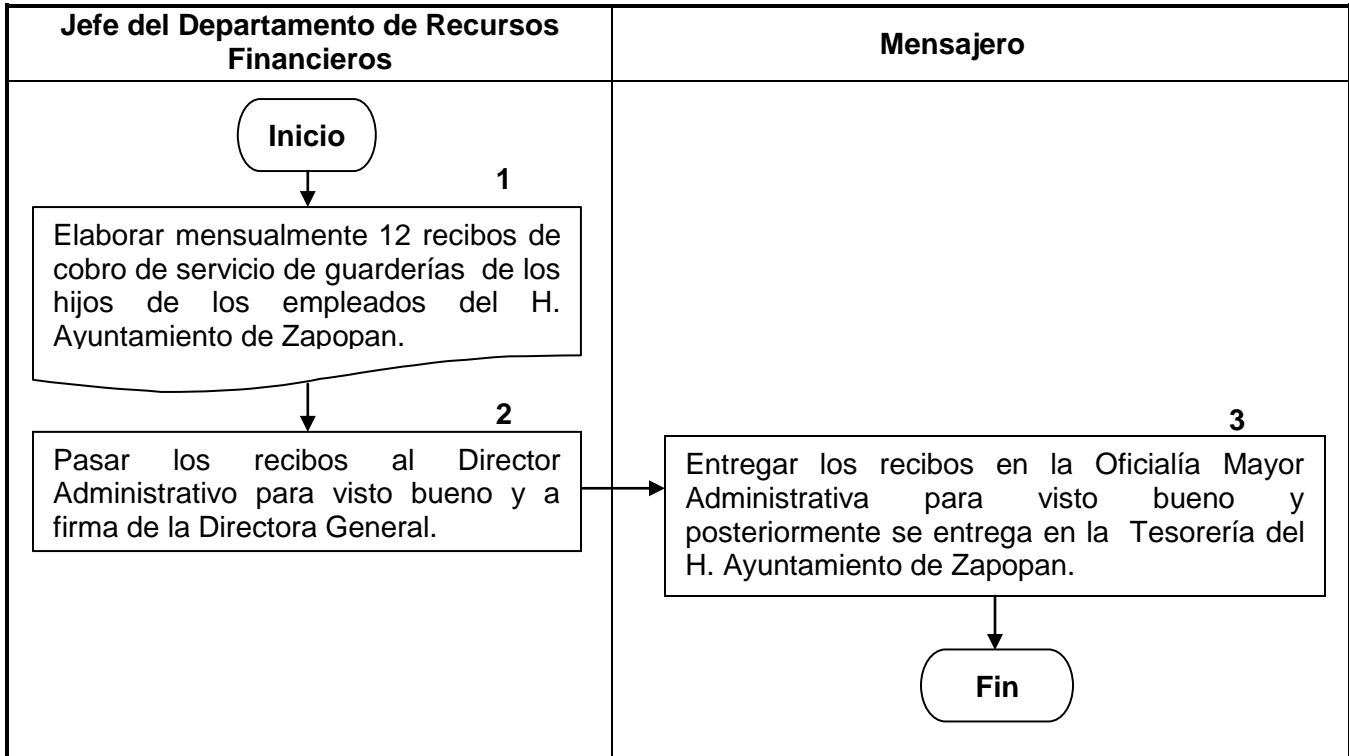 Jefe del Departamento de Recursos
Financieros
Mensajero
Inicio
1
Elaborar mensualmente 12 recibos de
cobro de servicio de guarderías de los
hijos de los empleados del H.
Ayuntamiento de Zapopan.
2
Pasar los recibos al Director
Administrativo para visto bueno y a
firma de la Directora General.
3
Entregar los recibos en la Oficialía Mayor
Administrativa para visto bueno y
posteriormente se entrega en la Tesorería del
H. Ayuntamiento de Zapopan.
Fin